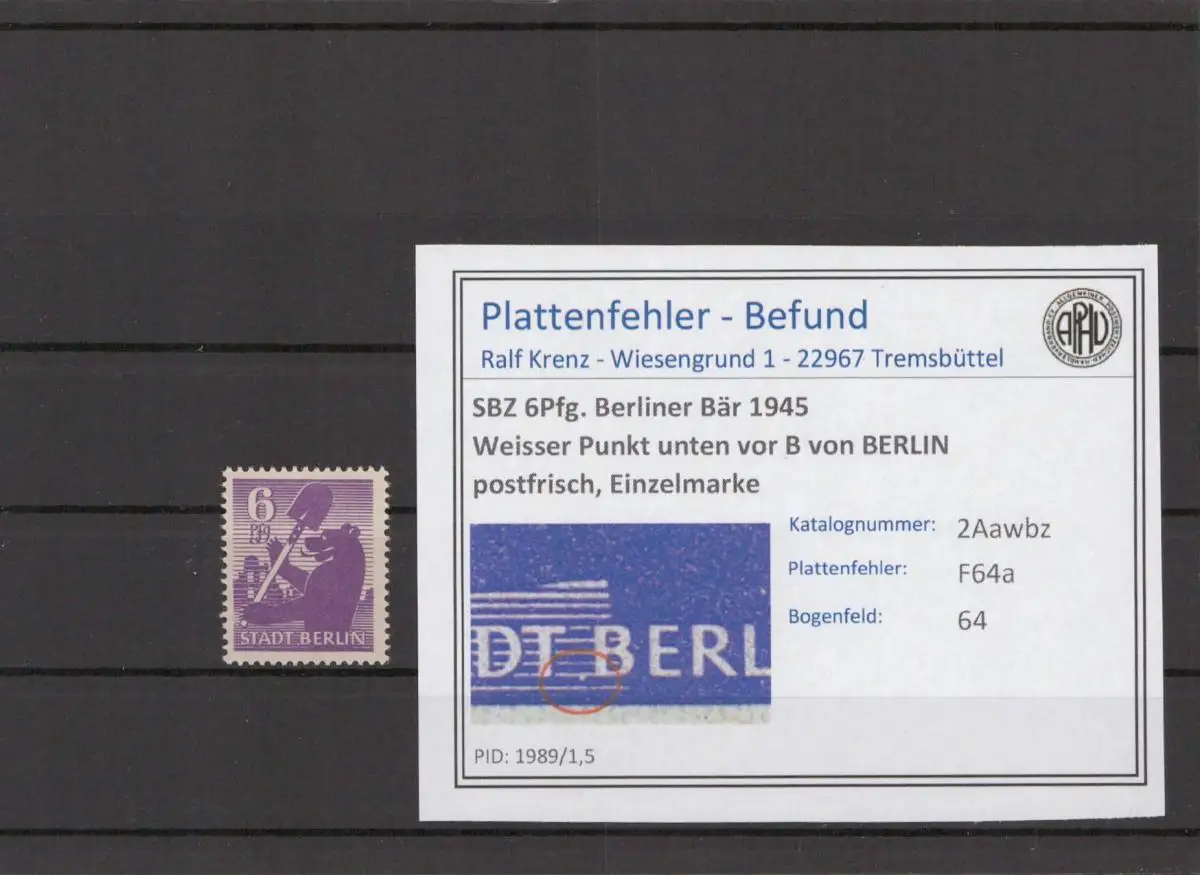 6
Pfg
STADT BERLIN
Plattenfehler - Befund
Ralf Krenz - Wiesengrund 1 - 22967 Tremsbüttel
APHV
SBZ 6Pfg. Berliner Bär 1945
Weisser Punkt unten vor B von BERLIN
postfrisch, Einzelmarke
DT BERL
Katalognummer: 2Aawbz
Plattenfehler: F64a
Bogenfeld: 64
PID: 1989/1,5